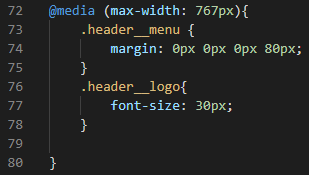 72 @media (max-width: 767px){
73     .header__menu {
74         margin: 0px 0px 0px 80px;
75     }
76     .header__logo{
77         font-size: 30px;
78     }
79
80 }